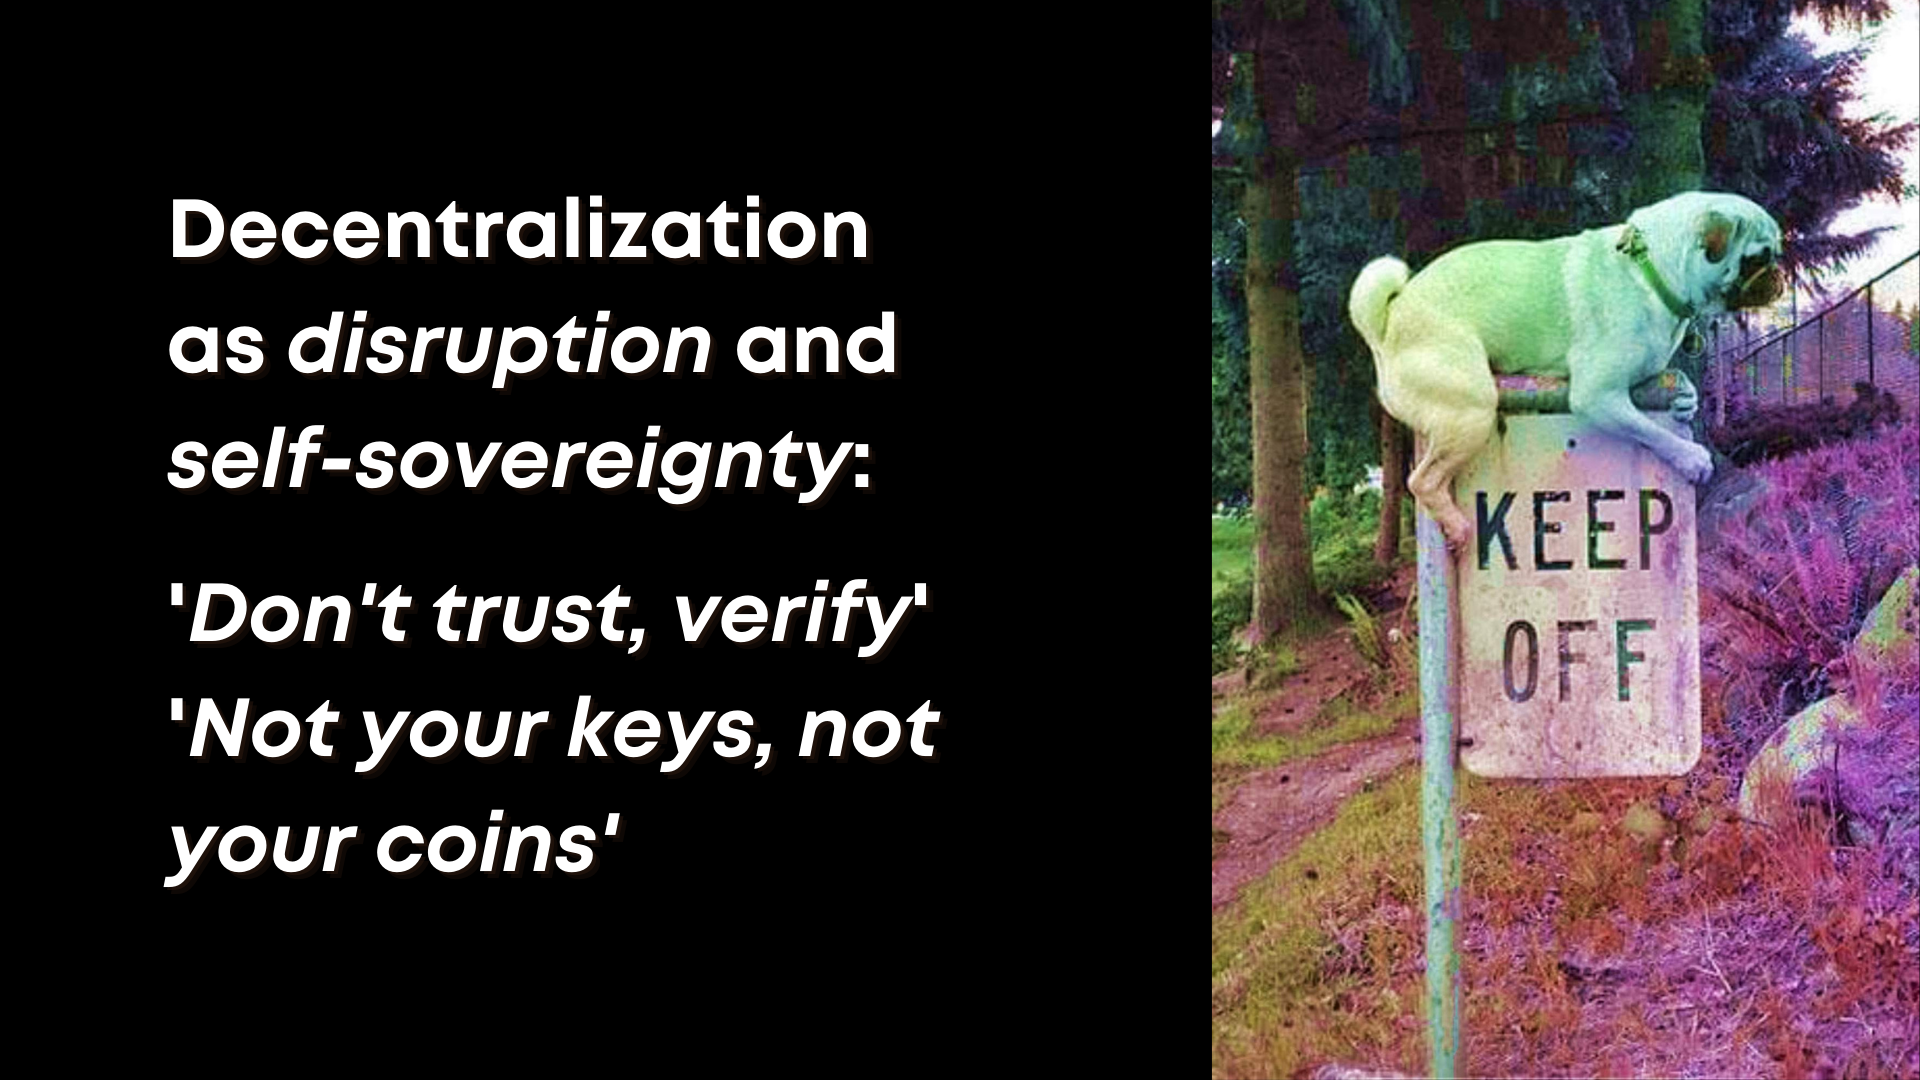 Decentralization
as disruption and
self-sovereignty:
'Don't trust, verify'
'Not your keys, not
your coins'
KEEP
OFF